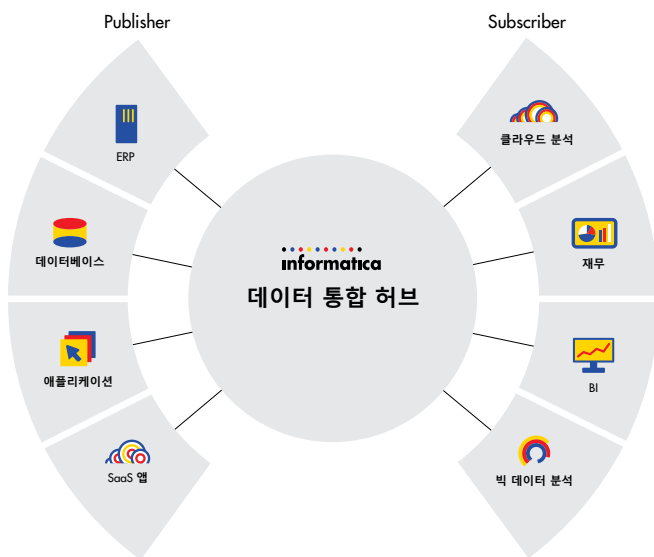 Publisher
Subscriber
ERP
데이터베이스
애플리케이션
SaaS 앱
informatica
데이터 통합 허브
클라우드 분석
재무
BI
빅 데이터 분석